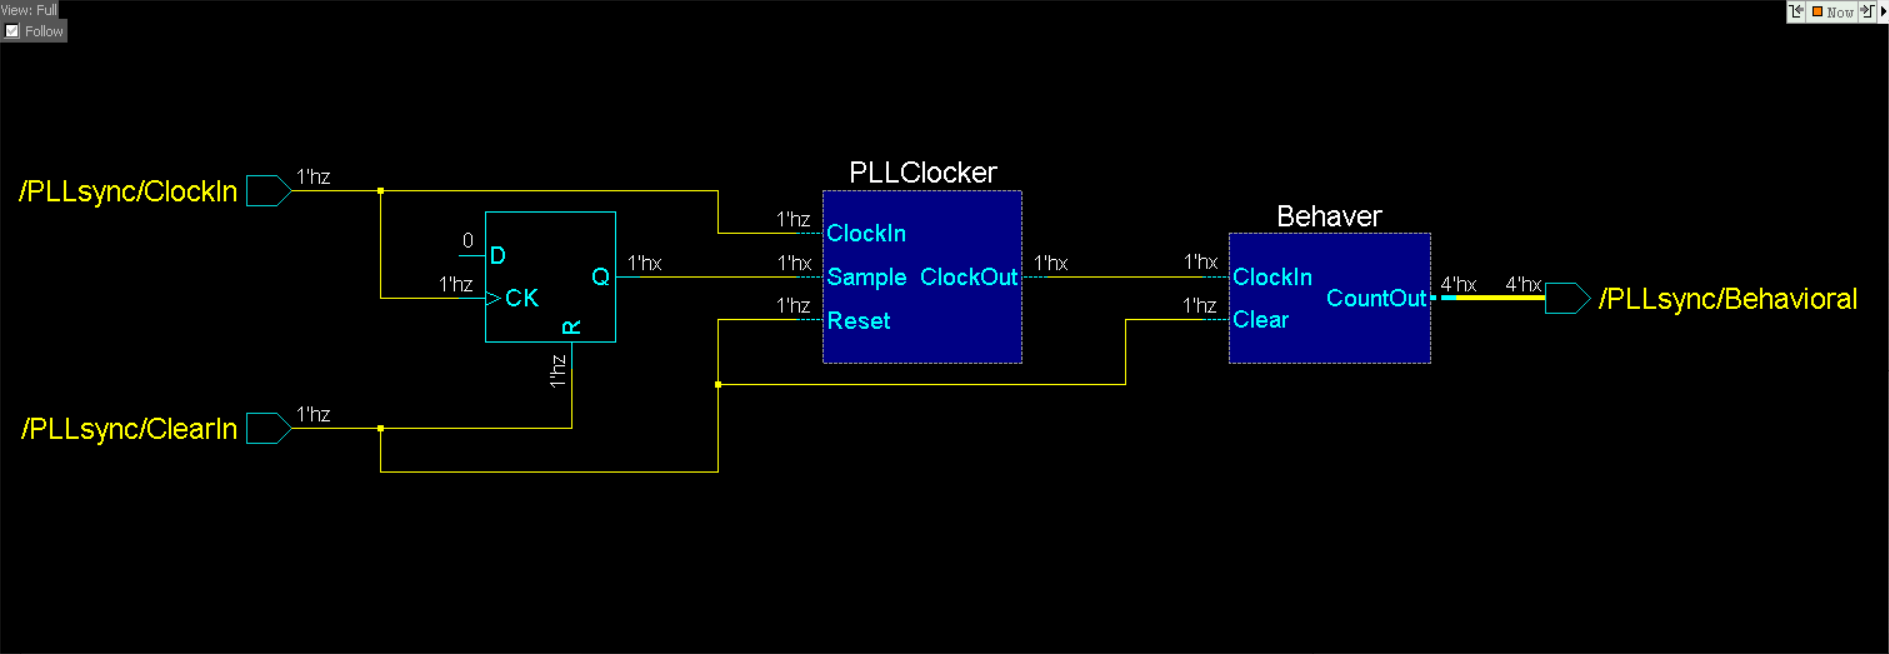 View: Full
Follow
Now
/PLLsync/ClockIn
1'hz
0
D
1'hz
CK
Q
R
1'hz
1'hx
/PLLsync/ClearIn
1'hz
PLLClocker
1'hz
ClockIn
1'hx
Sample
ClockOut
1'hz
Reset
1'hx
Behaver
1'hx
ClockIn
1'hz
Clear
CountOut
4'hx
4'hx
/PLLsync/Behavioral